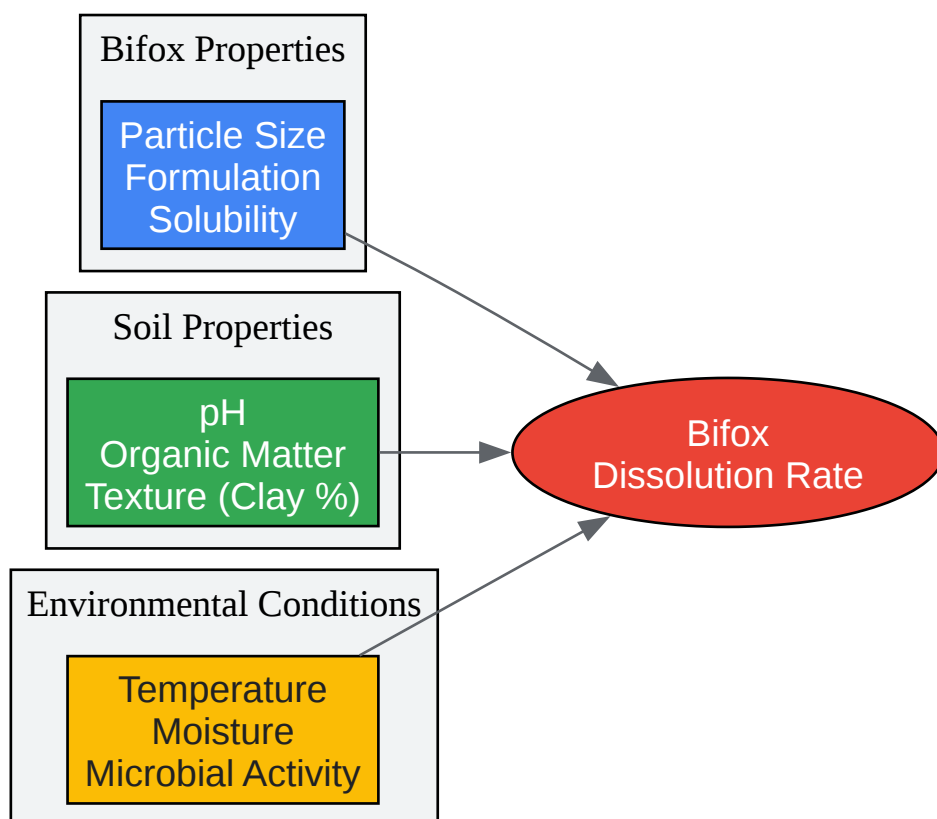 Bifox Properties
Particle Size
Formulation
Solubility
Soil Properties
pH
Organic Matter
Texture (Clay %)
Environmental Conditions
Temperature
Moisture
Microbial Activity
Bifox
Dissolution Rate